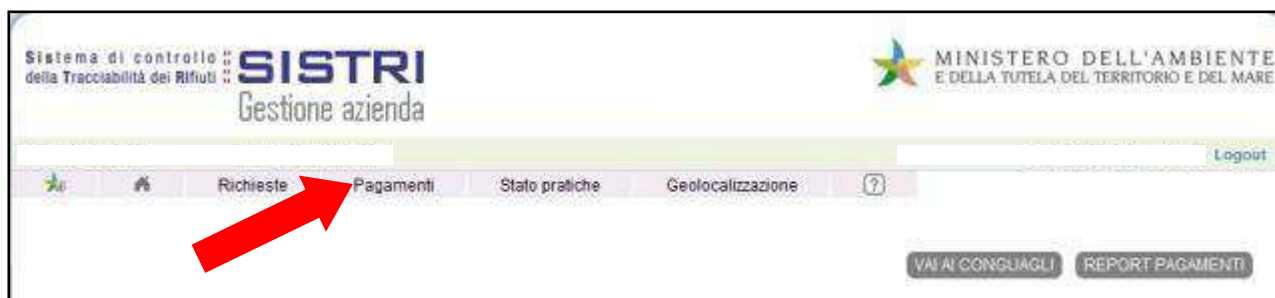 Sistema di controllo
della Tracciabilità dei Rifiuti
SISTRI
Gestione azienda
MINISTERO DELL'AMBIENTE
E DELLA TUTELA DEL TERRITORIO E DEL MARE
Logout
Richieste Pagamenti Stato pratiche Geolocalizzazione ?
VAI AI CONGUAGLI REPORT PAGAMENTI